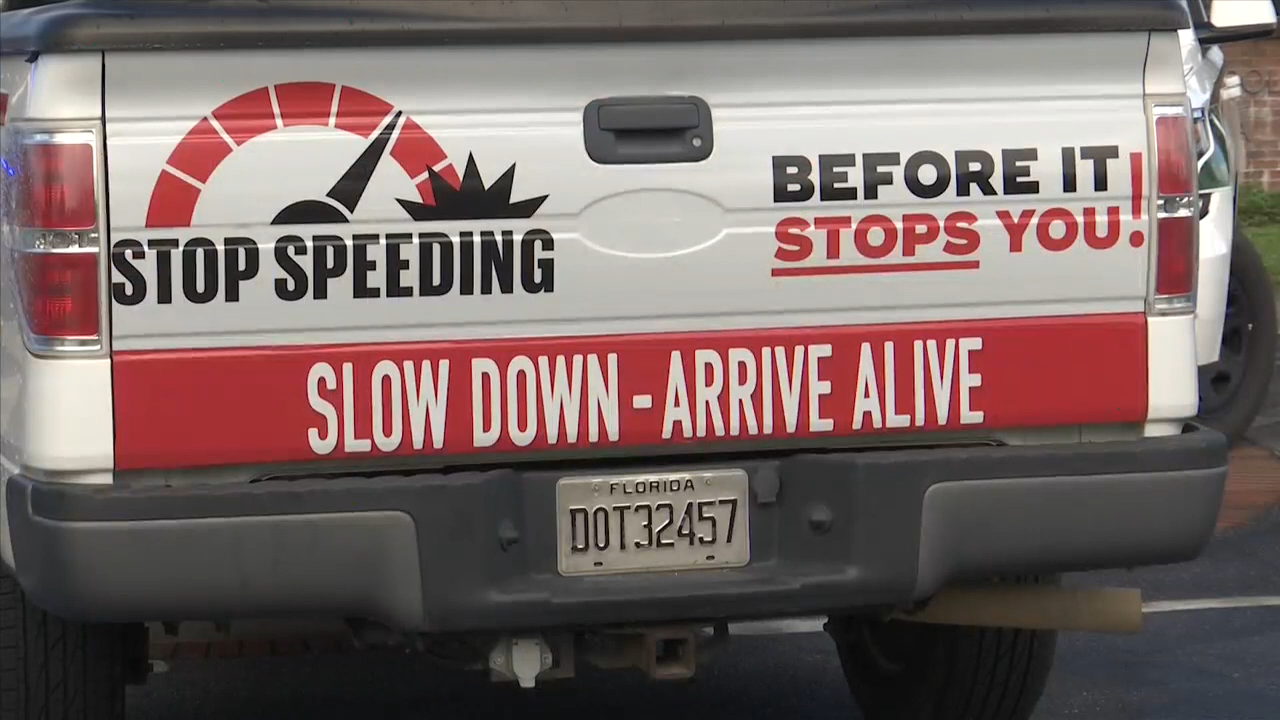 STOP SPEEDING
BEFORE IT
STOPS YOU!
SLOW DOWN - ARRIVE ALIVE
FLORIDA
DOT32457